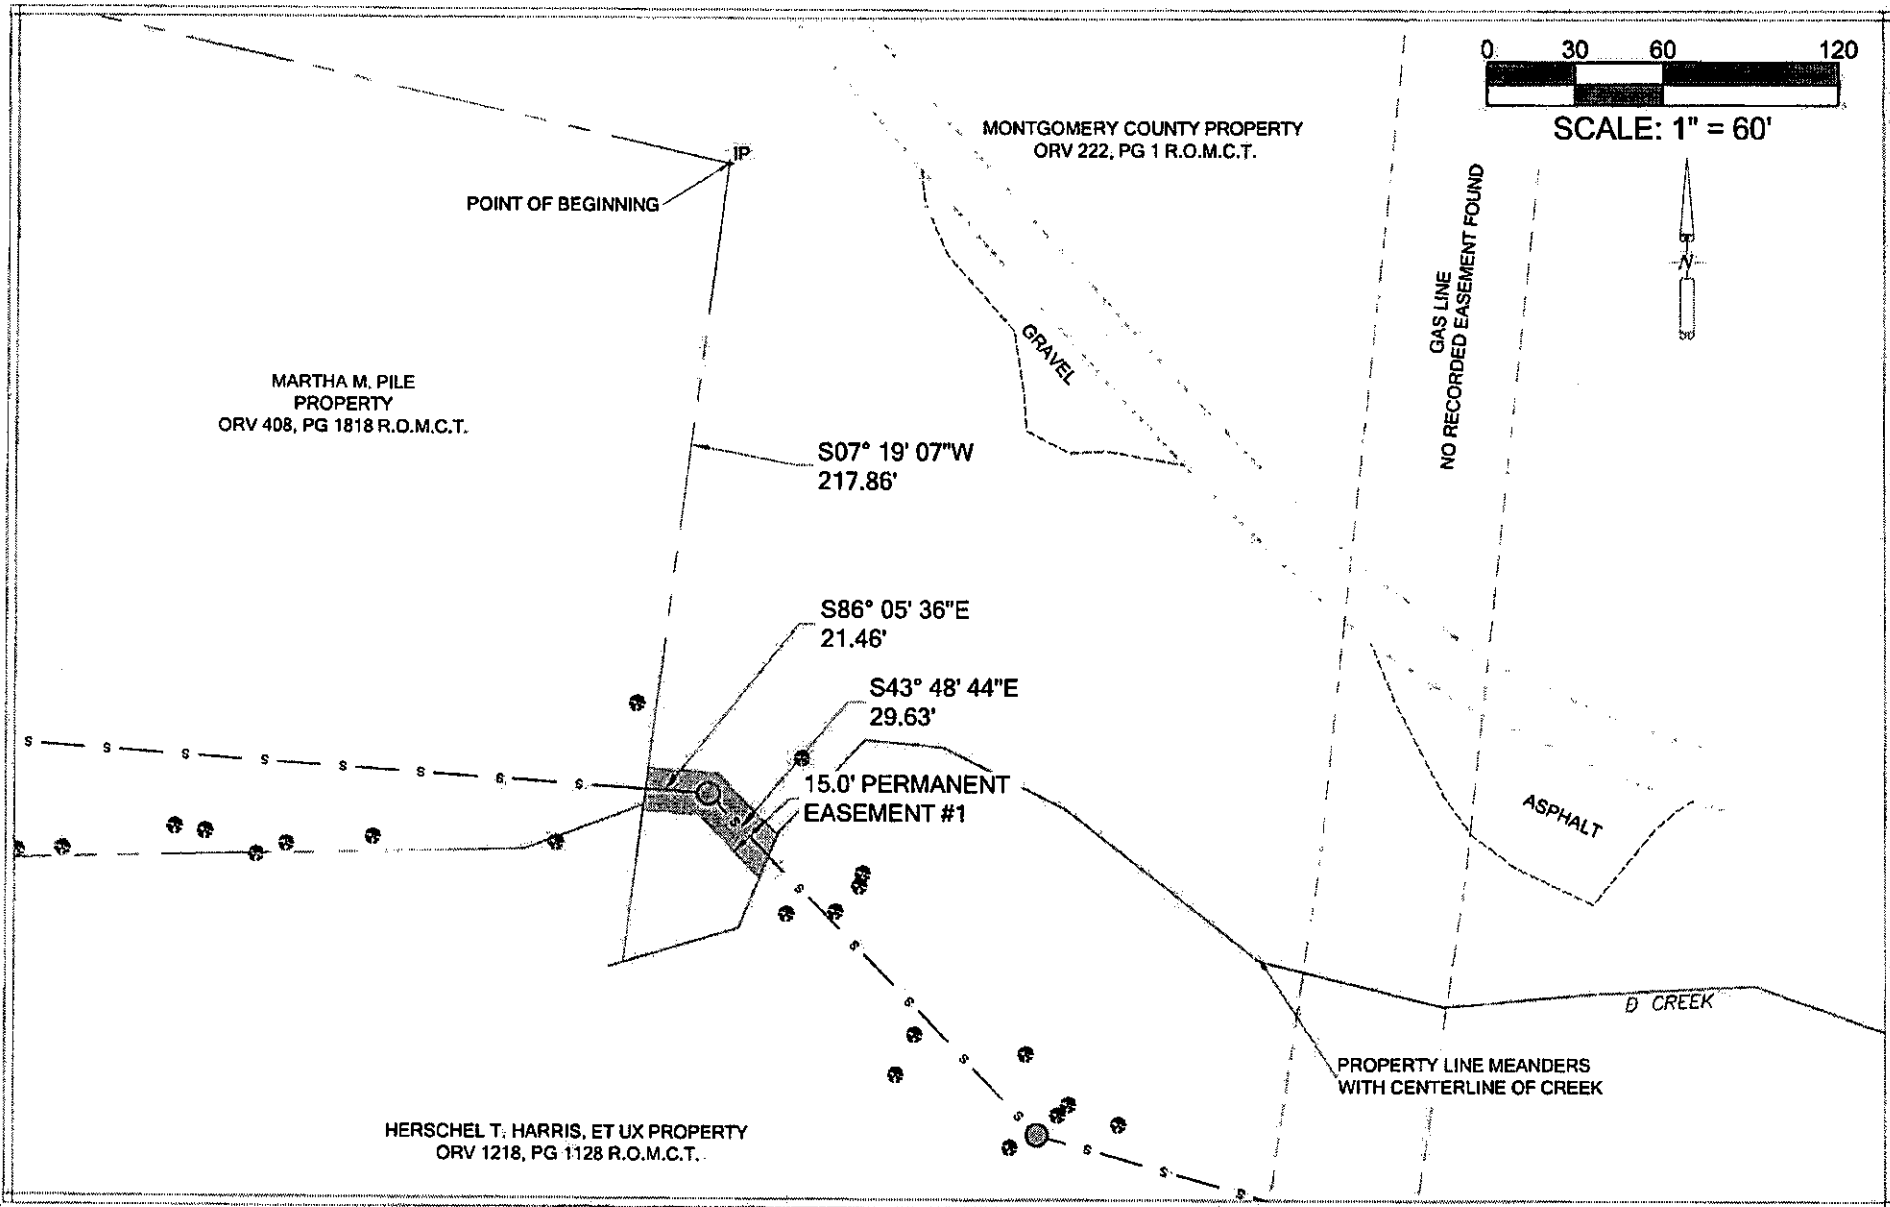 0 30 60 120
SCALE: 1" = 60'
MONTGOMERY COUNTY PROPERTY
ORV 222, PG 1 R.O.M.C.T.
IP
POINT OF BEGINNING
N
GAS LINE
NO RECORDED EASEMENT FOUND
GRAVEL
MARTHA M. PILE
PROPERTY
ORV 408, PG 1818 R.O.M.C.T.
S07° 19' 07"W
217.86'
S86° 05' 36"E
21.46'
S43° 48' 44"E
29.63'
15.0' PERMANENT
EASEMENT #1
S S S S S S S S
S
S S S S S
S S S
ASPHALT
D CREEK
PROPERTY LINE MEANDERS
WITH CENTERLINE OF CREEK
HERSCHEL T. HARRIS, ET UX PROPERTY
ORV 1218, PG 1128 R.O.M.C.T.